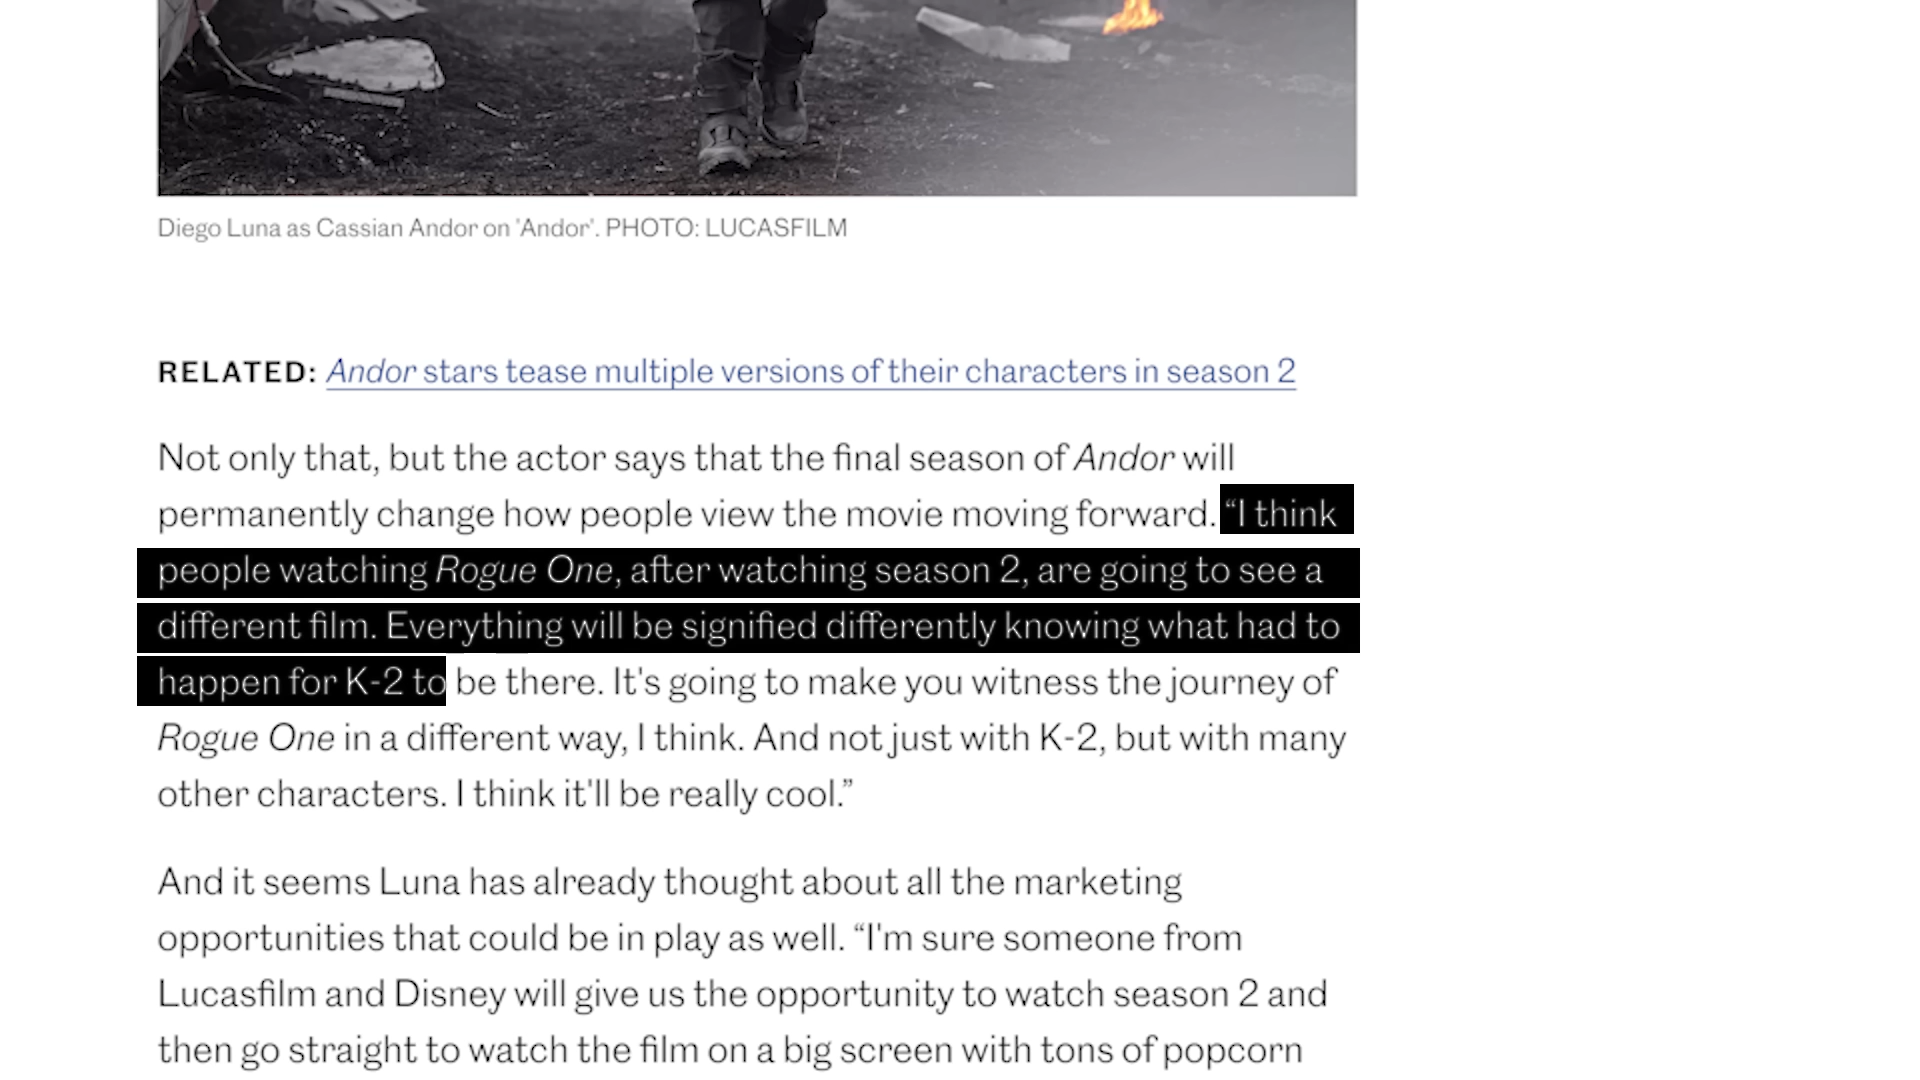 Diego Luna as Cassian Andor on 'Andor'. PHOTO: LUCASFILM
RELATED: Andor stars tease multiple versions of their characters in season 2
Not only that, but the actor says that the final season of Andor will
permanently change how people view the movie moving forward. “I think
people watching Rogue One, after watching season 2, are going to see a
different film. Everything will be signified differently knowing what had to
happen for K-2 to be there. It's going to make you witness the journey of
Rogue One in a different way, I think. And not just with K-2, but with many
other characters. I think it'll be really cool.”
And it seems Luna has already thought about all the marketing
opportunities that could be in play as well. “I'm sure someone from
Lucasfilm and Disney will give us the opportunity to watch season 2 and
then go straight to watch the film on a big screen with tons of popcorn